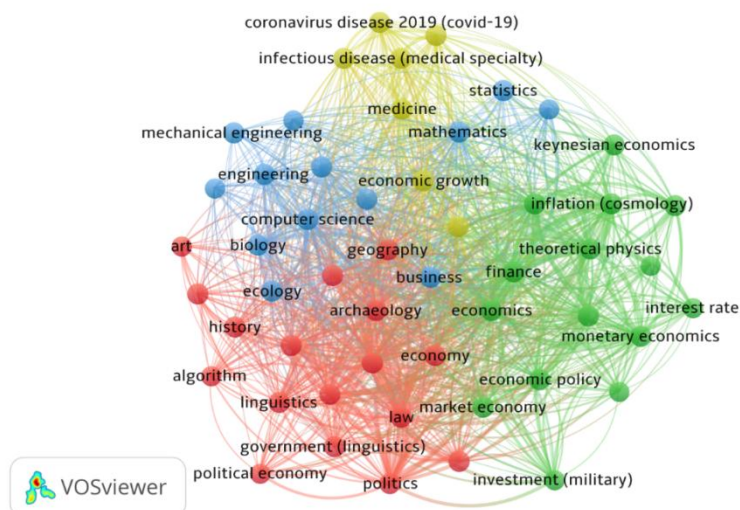 coronavirus disease 2019 (covid-19)
infectious disease (medical specialty)
statistics
medicine
mechanical engineering
mathematics
keynesian economics
engineering
economic growth
inflation (cosmology)
computer science
art
biology
geography
theoretical physics
business
finance
ecology
archaeology
economics
interest rate
history
monetary economics
economy
algorithm
economic policy
linguistics
market economy
law
government (linguistics)
political economy
investment (military)
politics
VOSviewer